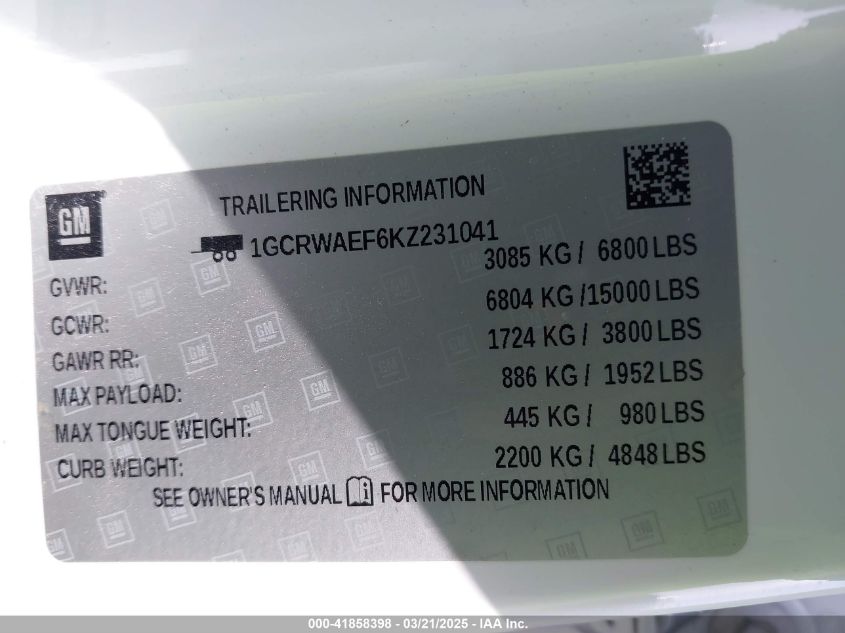 GM
TRAILERING INFORMATION
1GCRWAEF6KZ231041
GVWR: 3085 KG / 6800 LBS
GCWR: 6804 KG /15000 LBS
GAWR RR: 1724 KG / 3800 LBS
MAX PAYLOAD: 886 KG / 1952 LBS
MAX TONGUE WEIGHT: 445 KG / 980 LBS
CURB WEIGHT: 2200 KG / 4848 LBS
SEE OWNER'S MANUAL i FOR MORE INFORMATION
000-41858398 - 03/21/2025 - IAA Inc.